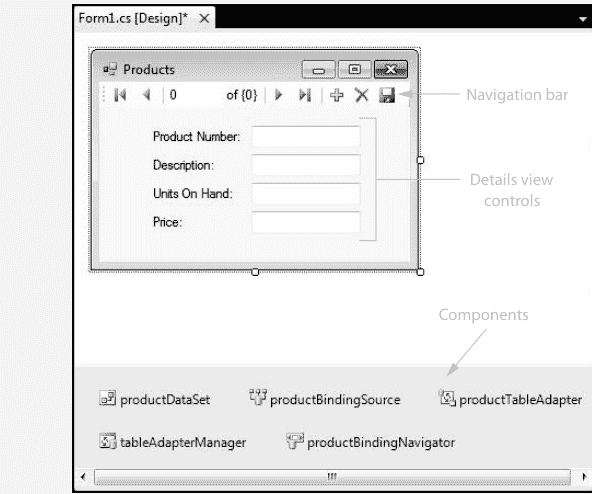 Form1.cs [Design]*
Products
0 of {0}
Navigation bar
Product Number:
Description:
Units On Hand:
Price:
Details view
controls
Components
productDataSet productBindingSource productTableAdapter
tableAdapterManager productBindingNavigator